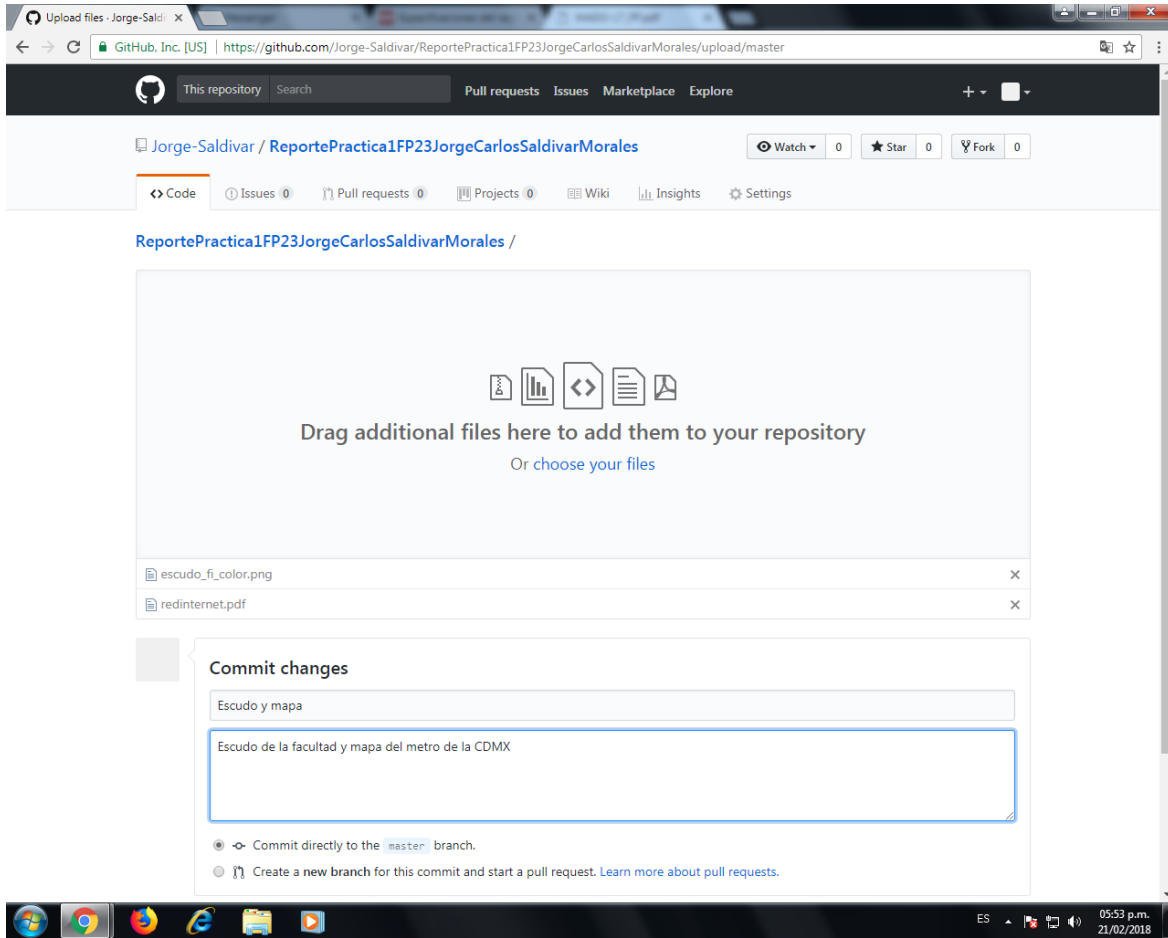 Upload files · Jorge-Saldi
GitHub, Inc. [US] | https://github.com/Jorge-Saldivar/ReportePractica1FP23JorgeCarlosSaldivarMorales/upload/master
This repository Search Pull requests Issues Marketplace Explore
Jorge-Saldivar / ReportePractica1FP23JorgeCarlosSaldivarMorales Watch 0 Star 0 Fork 0
Code Issues 0 Pull requests 0 Projects 0 Wiki Insights Settings
ReportePractica1FP23JorgeCarlosSaldivarMorales /
Drag additional files here to add them to your repository
Or choose your files
escudo_fi_color.png
redinternet.pdf
Commit changes
Escudo y mapa
Escudo de la facultad y mapa del metro de la CDMX
Commit directly to the master branch.
Create a new branch for this commit and start a pull request. Learn more about pull requests.
ES 05:53 p.m.
21/02/2018